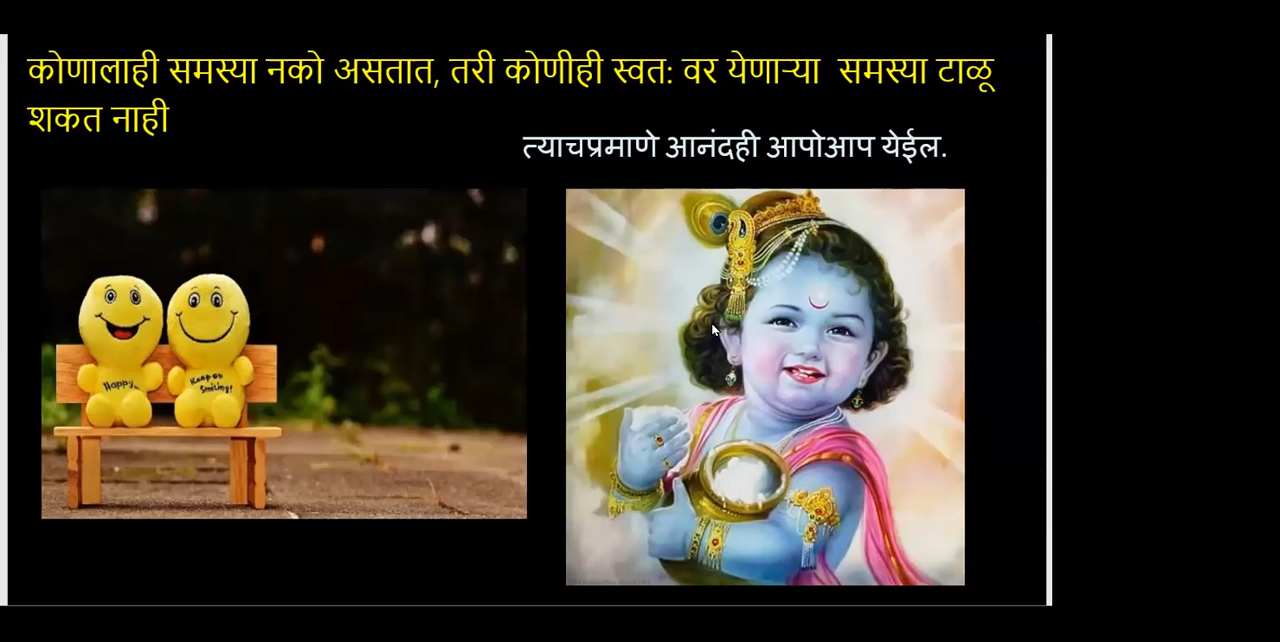 कोणालाही समस्या नको असतात, तरी कोणीही स्वत: वर येणाऱ्या  समस्या टाळू
शकत नाही
त्याचप्रमाणे आनंदही आपोआप येईल.
Happy..
Keep on
Smiling!